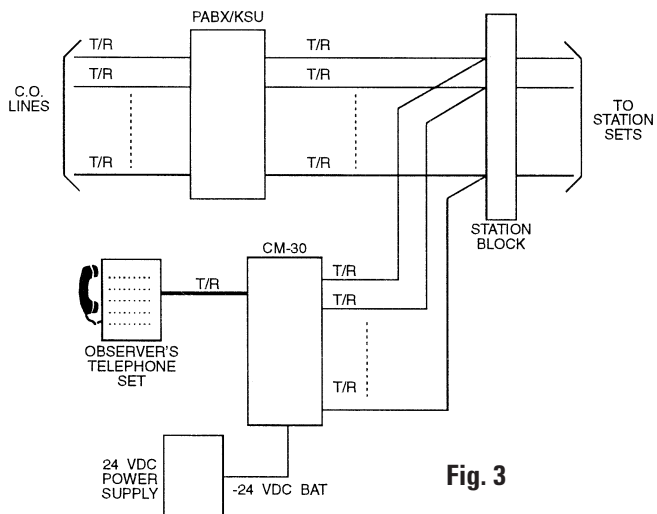 PABX/KSU
T/R
T/R
T/R
T/R
T/R
T/R
C.O.
LINES
TO
STATION
SETS
STATION
BLOCK
CM-30
T/R
T/R
T/R
T/R
OBSERVER'S
TELEPHONE
SET
24 VDC
POWER
SUPPLY
-24 VDC BAT
Fig. 3